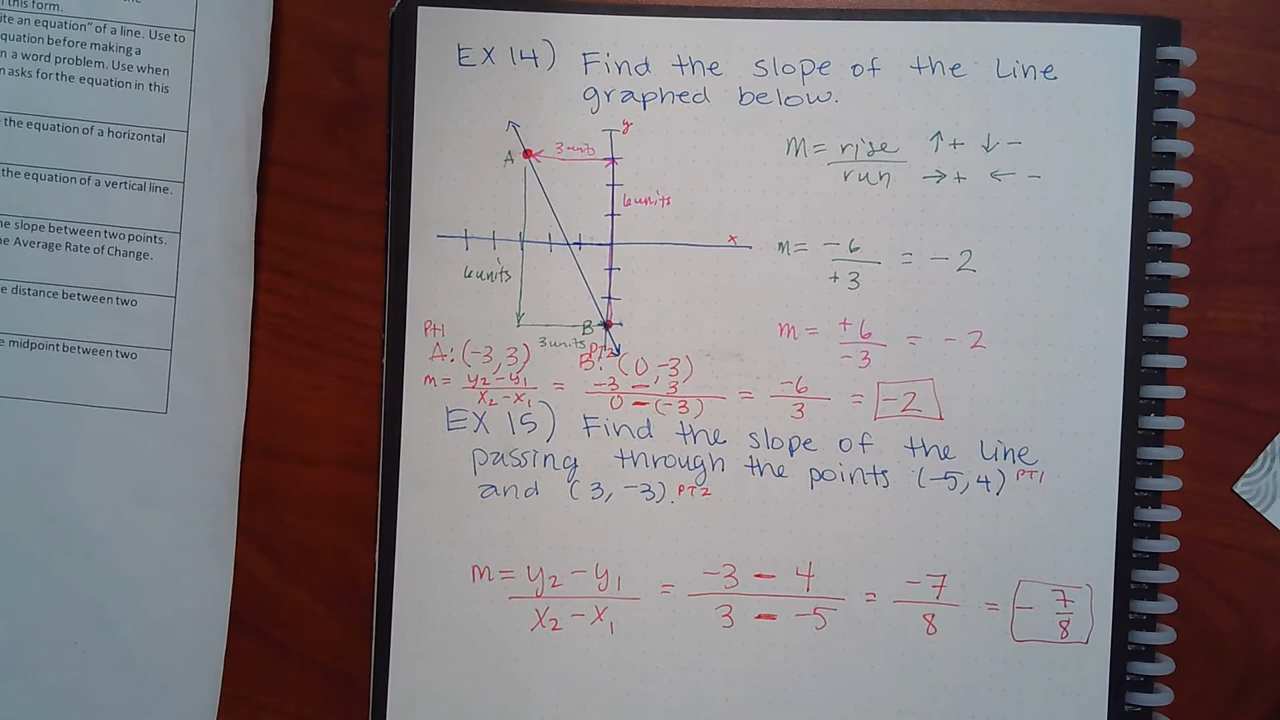 this form.
ite an equation" of a line. Use to
quation before making a
n a word problem. Use when
n asks for the equation in this
the equation of a horizontal
the equation of a vertical line.
he slope between two points.
he Average Rate of Change.
e distance between two
e midpoint between two
EX 14) Find the slope of the Line
graphed below.
y
A
3 units
6 units
x
6 units
B
3 units
m = rise / run ↑+ ↓- →+ ←-
m = -6 / +3 = -2
m = +6 / -3 = -2
PT1
A: (-3, 3)
PT2
B: (0, -3)
m = y₂-y₁ / x₂-x₁ = -3 - 3 / 0 - (-3) = -6 / 3 = -2
EX 15) Find the slope of the Line
passing through the points (-5, 4) PT1
and (3, -3). PT2
m = y₂-y₁ / x₂-x₁ = -3 - 4 / 3 - -5 = -7 / 8 = - 7/8